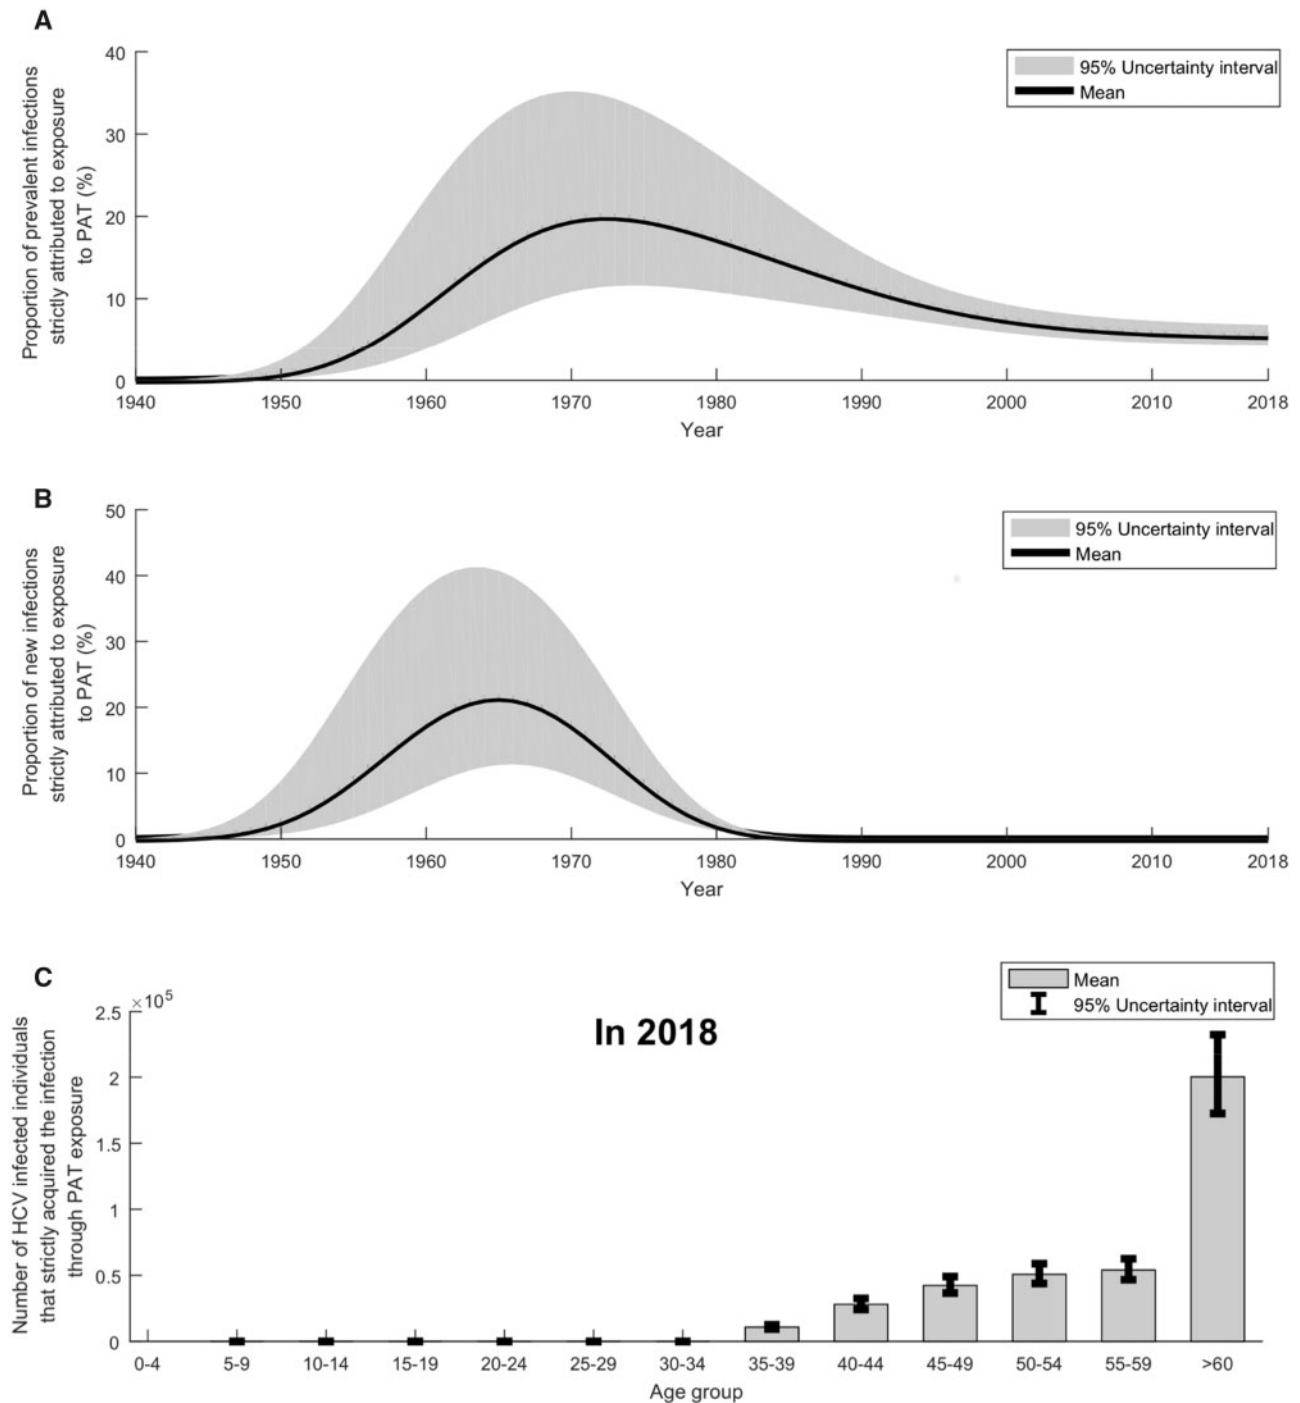 A
40
30
20
10
0
Proportion of prevalent infections
strictly attributed to exposure
to PAT (%)
95% Uncertainty interval
Mean
1940 1950 1960 1970 1980 1990 2000 2010 2018
Year
B
50
40
30
20
10
0
Proportion of new infections
strictly attributed to exposure
to PAT (%)
95% Uncertainty interval
Mean
1940 1950 1960 1970 1980 1990 2000 2010 2018
Year
C
×10⁵
2.5
2
1.5
1
0.5
0
Number of HCV infected individuals
that strictly acquired the infection
through PAT exposure
In 2018
Mean
95% Uncertainty interval
0-4 5-9 10-14 15-19 20-24 25-29 30-34 35-39 40-44 45-49 50-54 55-59 >60
Age group